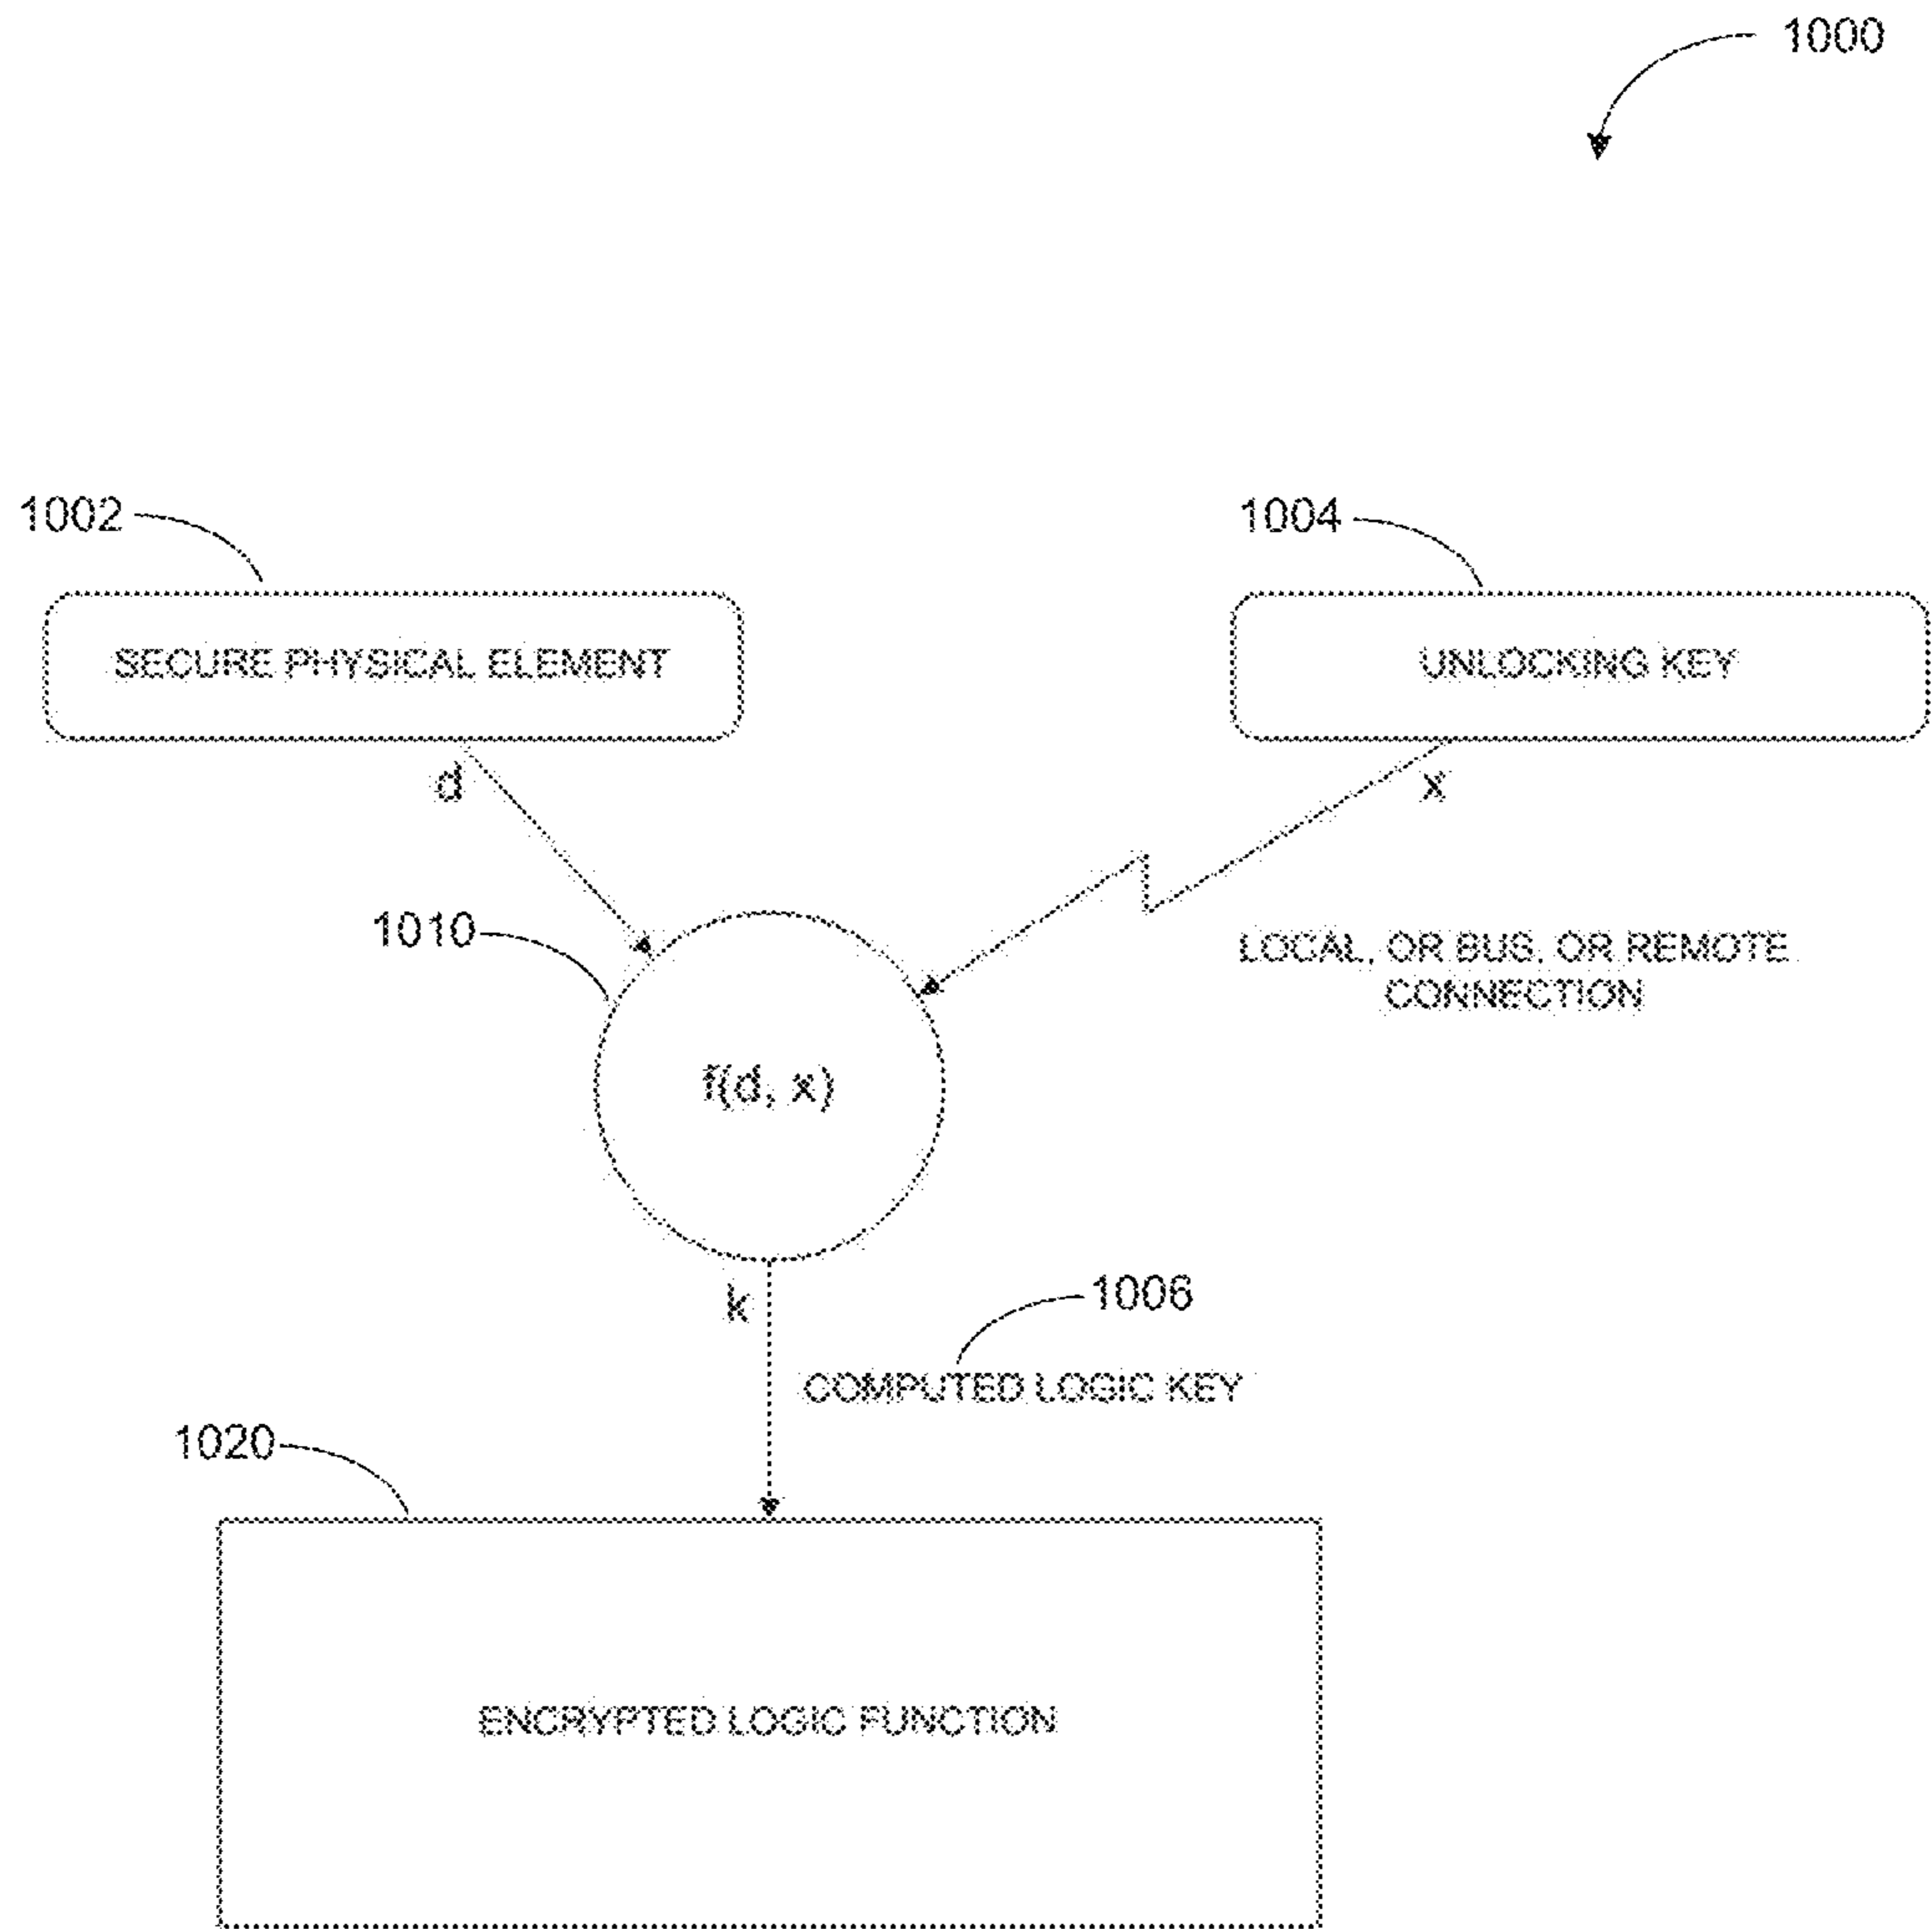 1000
1002
1004
SECURE PHYSICAL ELEMENT
UNLOCKING KEY
d
x
1010
LOCAL, OR BUS, OR REMOTE
CONNECTION
f(d, x)
k
1006
COMPUTED LOGIC KEY
1020
ENCRYPTED LOGIC FUNCTION